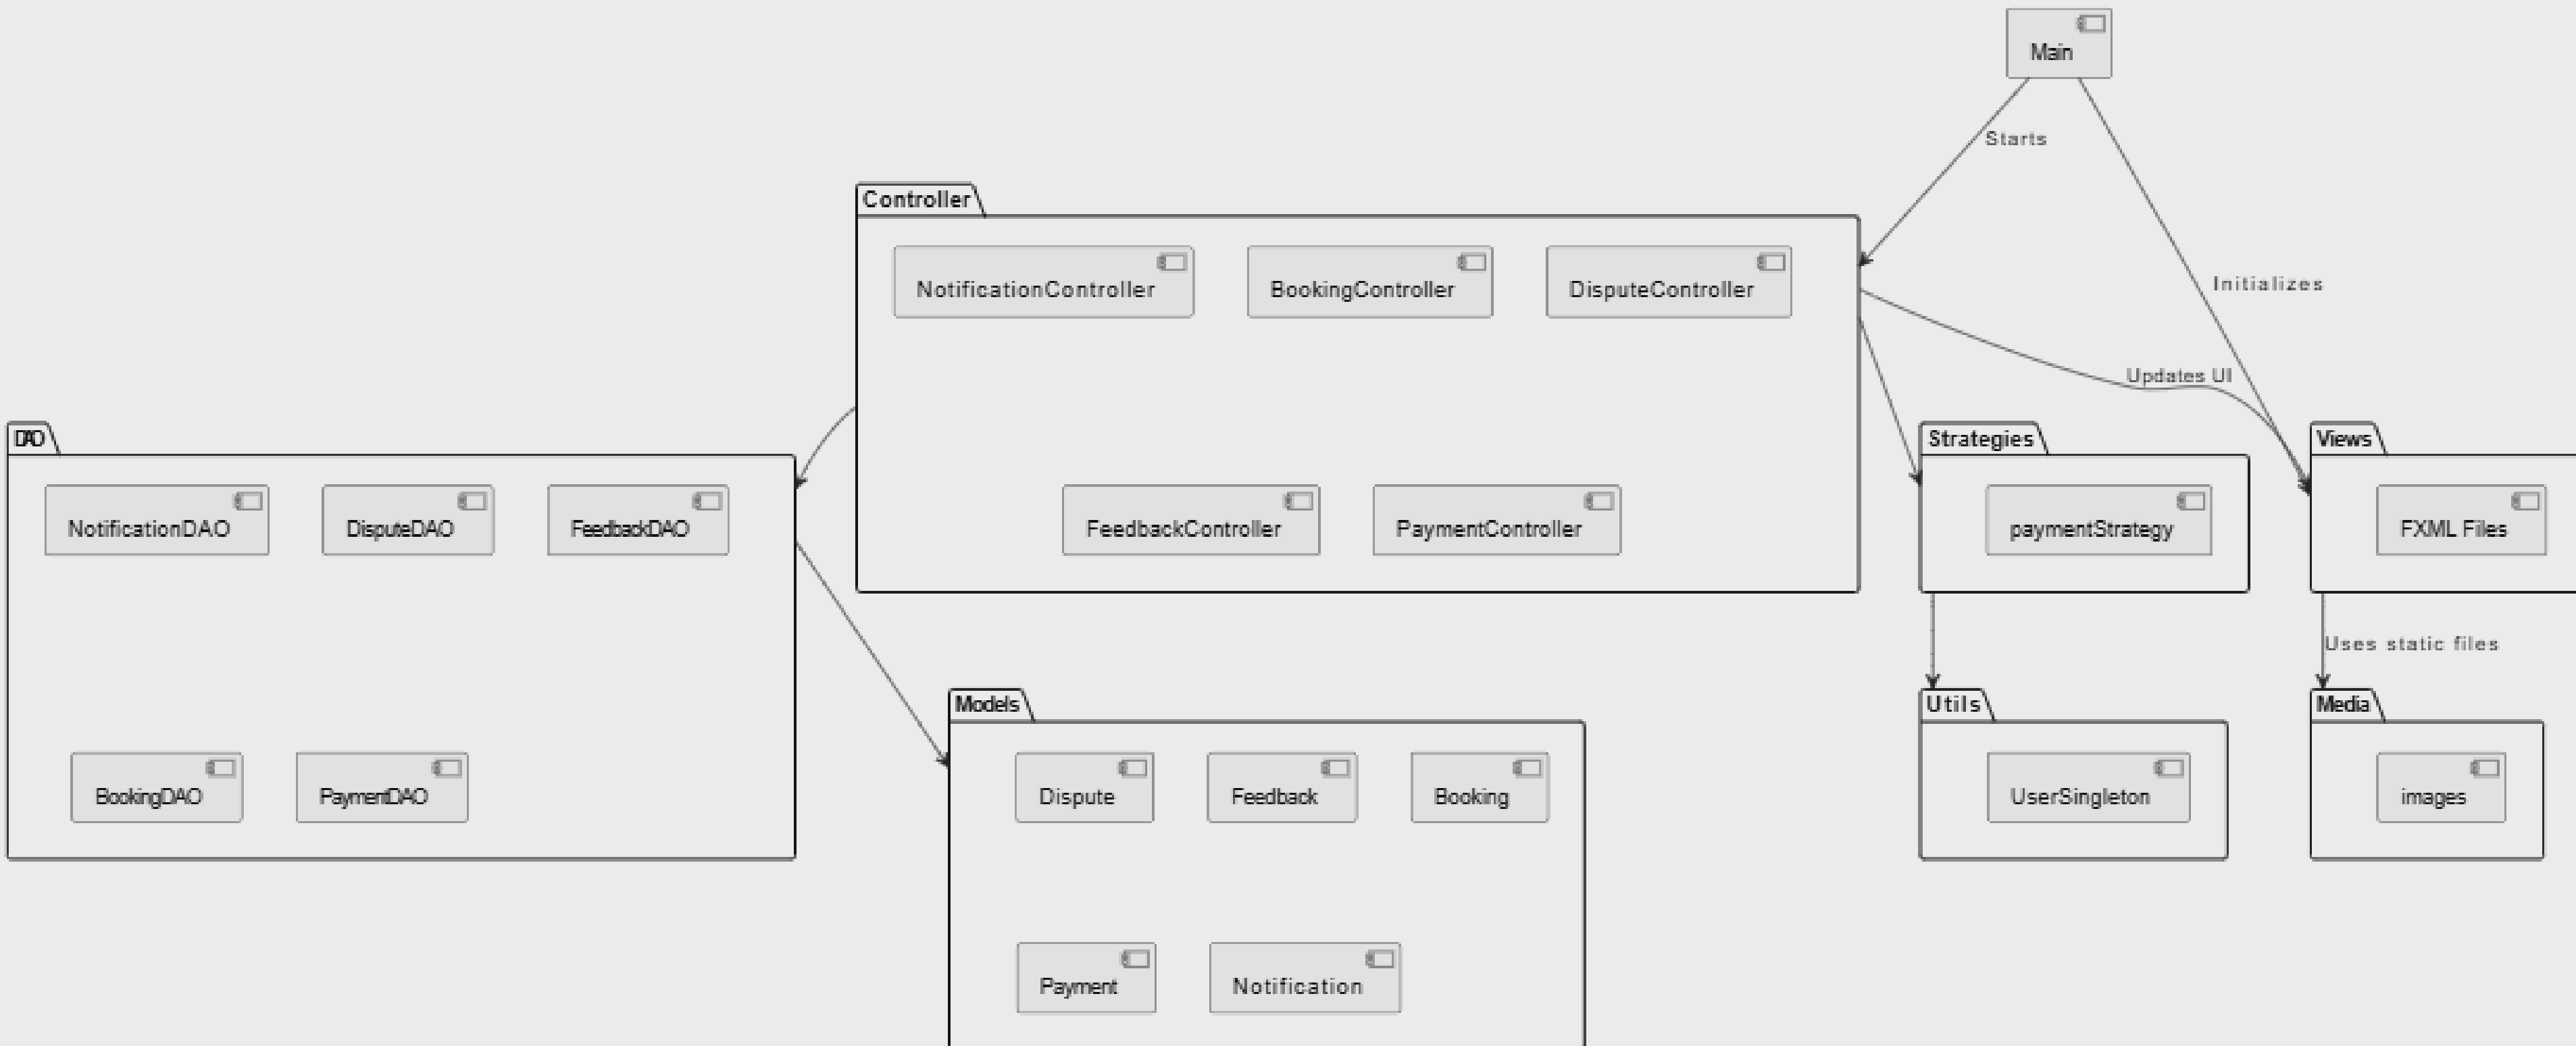 Main
Starts
Controller
NotificationController
BookingController
DisputeController
Initializes
Updates UI
DAO
Strategies
Views
NotificationDAO
DisputeDAO
FeedbackDAO
FeedbackController
PaymentController
paymentStrategy
FXML Files
Uses static files
Models
Utils
Media
BookingDAO
PaymentDAO
Dispute
Feedback
Booking
UserSingleton
images
Payment
Notification